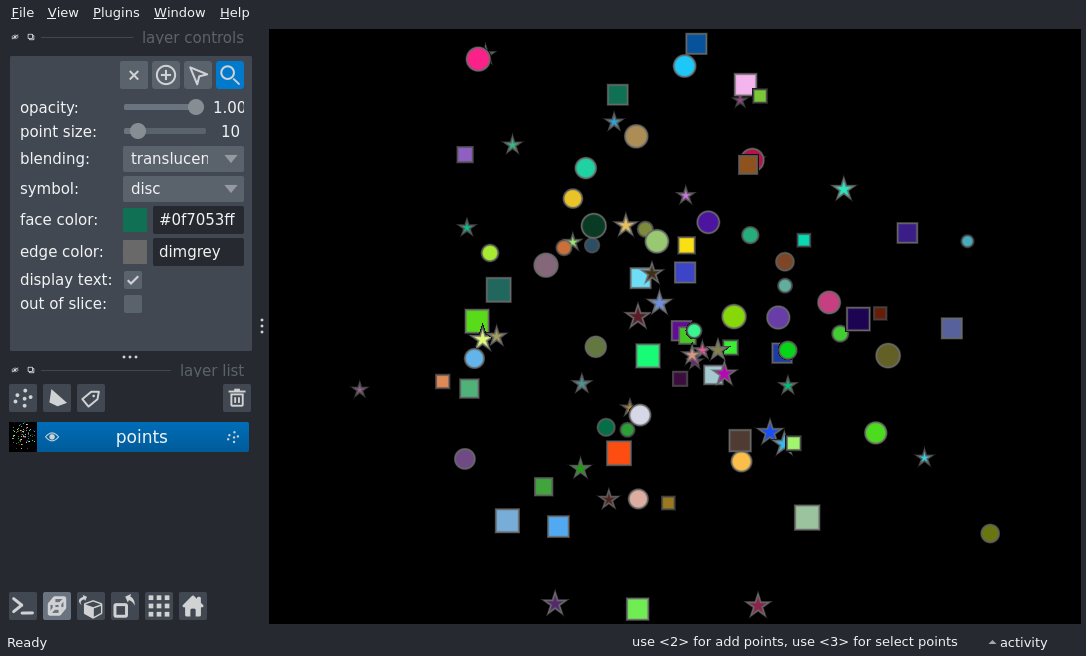 File View Plugins Window Help
layer controls
opacity: 1.00
point size: 10
blending: translucen
symbol: disc
face color: #0f7053ff
edge color: dimgrey
display text:
out of slice:
layer list
points
Ready use <2> for add points, use <3> for select points activity